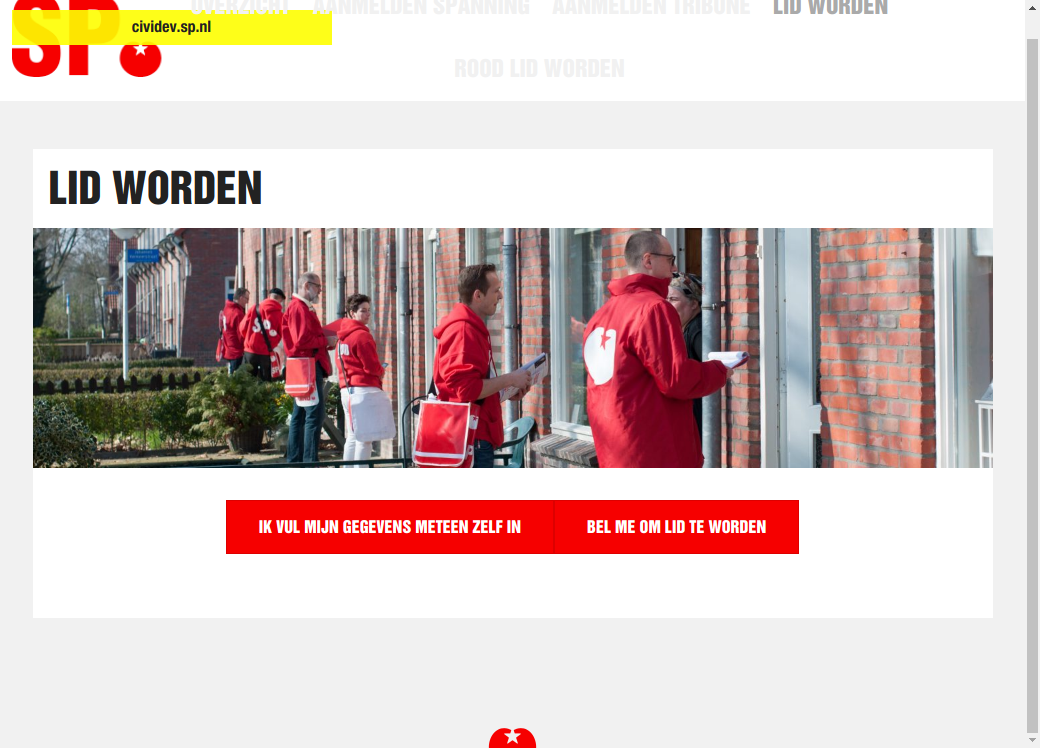 SP
OVERZICHT AANMELDEN SPANNING AANMELDEN TRIBUNE LID WORDEN
cividev.sp.nl
ROOD LID WORDEN
LID WORDEN
IK VUL MIJN GEGEVENS METEEN ZELF IN
BEL ME OM LID TE WORDEN